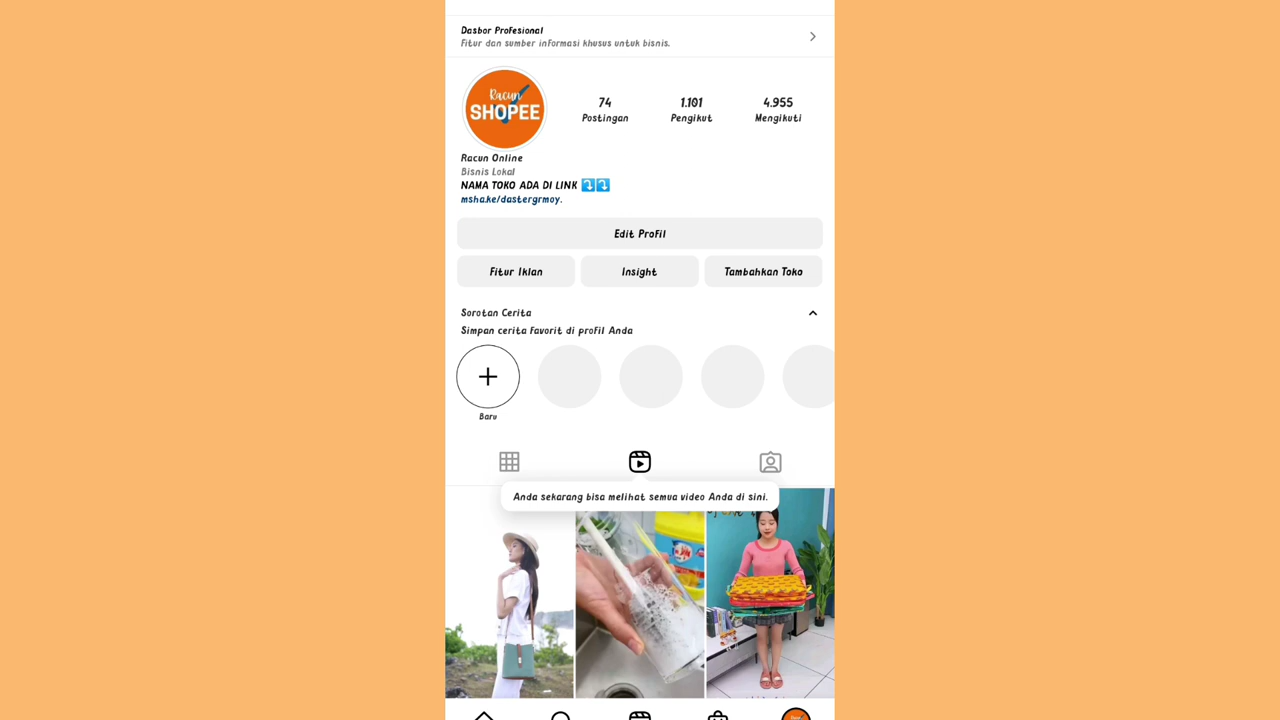 Dasbor Profesional
Fitur dan sumber informasi khusus untuk bisnis.
Racun
SHOPEE
74
Postingan
1.101
Pengikut
4.955
Mengikuti
Racun Online
Bisnis Lokal
NAMA TOKO ADA DI LINK ⤵️⤵️
msha.ke/dastergrmoy.
Edit Profil
Fitur Iklan
Insight
Tambahkan Toko
Sorotan Cerita
Simpan cerita favorit di profil Anda
Baru
Anda sekarang bisa melihat semua video Anda di sini.